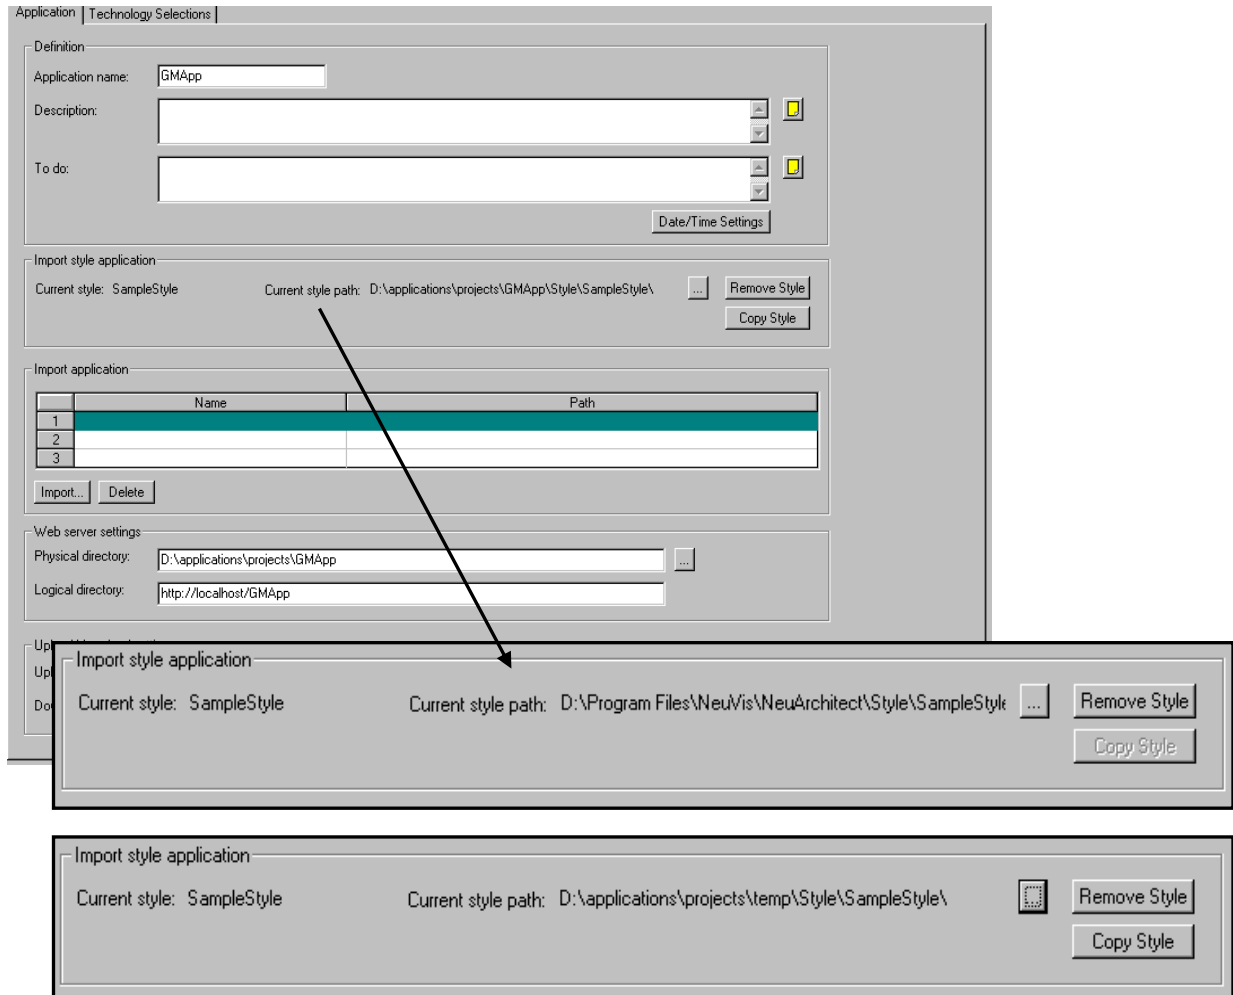 Application Technology Selections
Definition
Application name: GMApp
Description:
To do:
Date/Time Settings
Import style application
Current style: SampleStyle Current style path: D:\applications\projects\GMApp\Style\SampleStyle\ ... Remove Style
Copy Style
Import application
Name Path
1
2
3
Import... Delete
Web server settings
Physical directory: D:\applications\projects\GMApp ...
Logical directory: http://localhost/GMApp
Import style application
Current style: SampleStyle Current style path: D:\Program Files\NeuVis\NeuArchitect\Style\SampleStyle ... Remove Style
Copy Style
Import style application
Current style: SampleStyle Current style path: D:\applications\projects\temp\Style\SampleStyle\ Remove Style
Copy Style